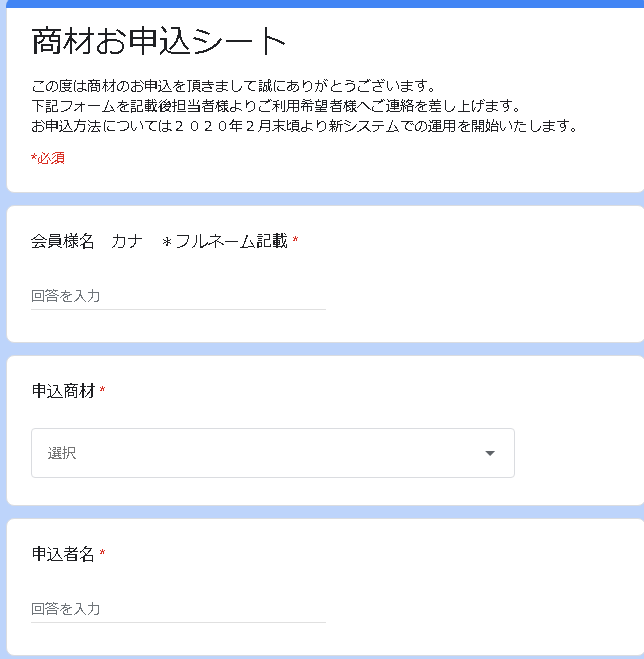 商材お申込シート
この度は商材のお申込を頂きまして誠にありがとうございます。
下記フォームを記載後担当者様よりご利用希望者様へご連絡を差し上げます。
お申込方法については２０２０年２月末頃より新システムでの運用を開始いたします。
*必須
会員様名　カナ　＊フルネーム記載 *
回答を入力
申込商材 *
選択
申込者名 *
回答を入力